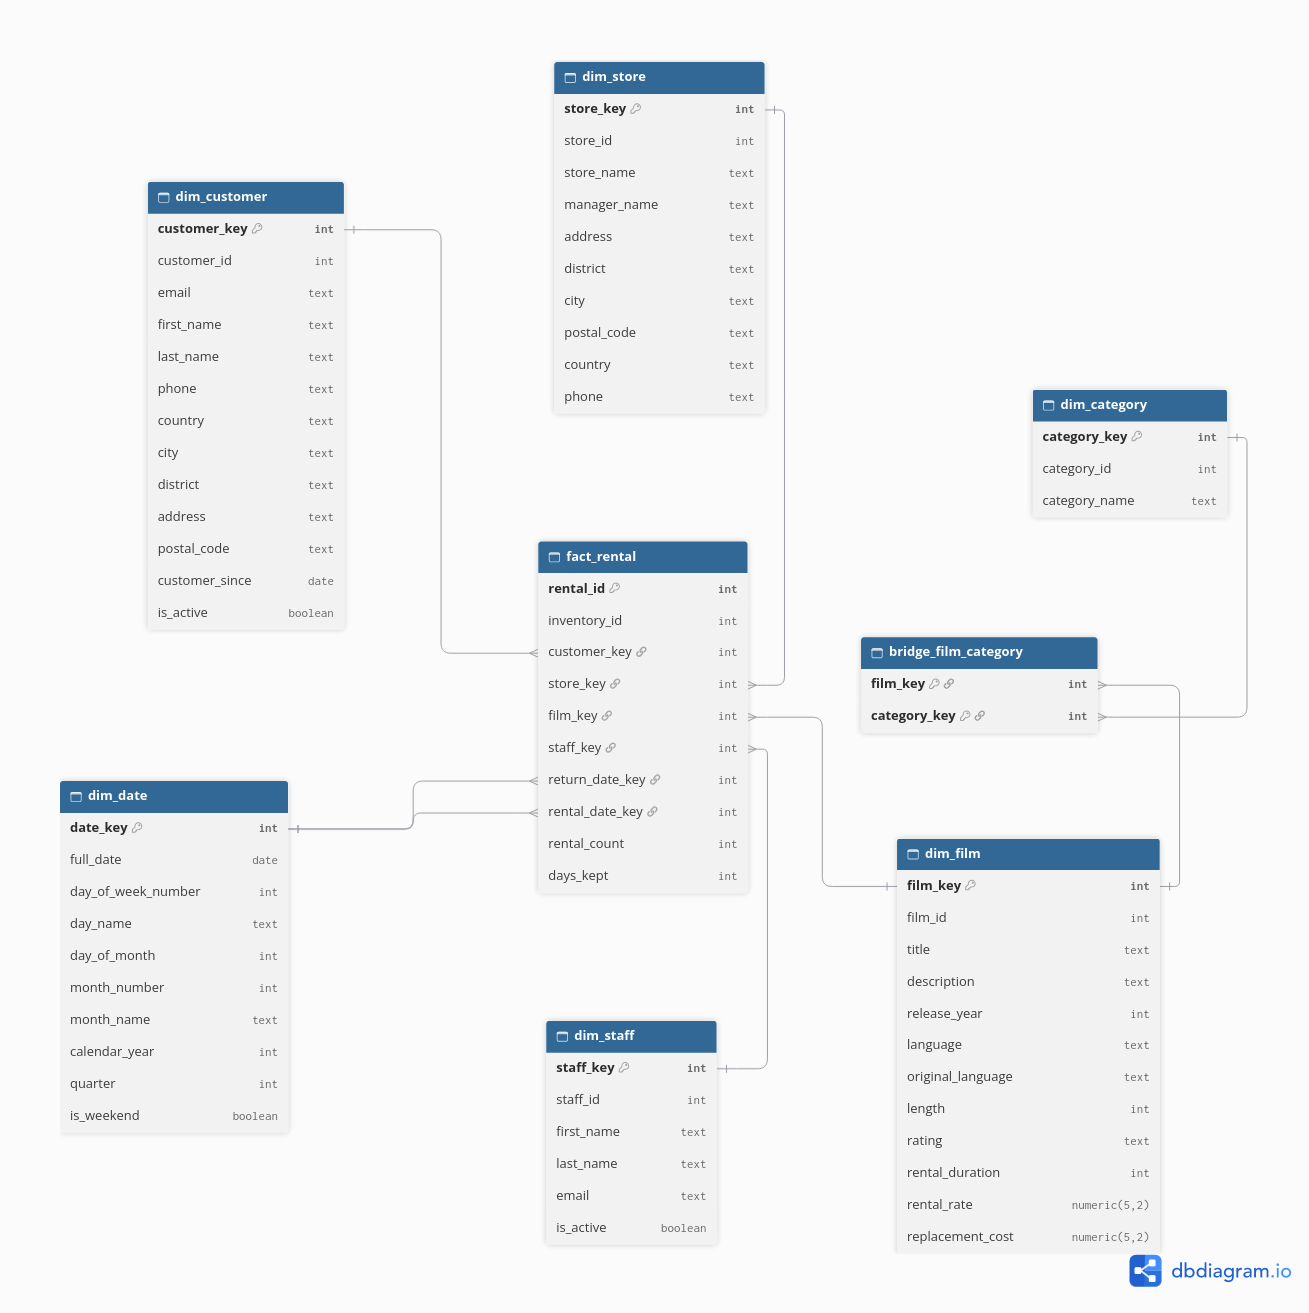 dim_store
store_key int
store_id int
store_name text
manager_name text
address text
district text
city text
postal_code text
country text
phone text
dim_customer
customer_key int
customer_id int
email text
first_name text
last_name text
phone text
country text
city text
district text
address text
postal_code text
customer_since date
is_active boolean
dim_category
category_key int
category_id int
category_name text
fact_rental
rental_id int
inventory_id int
customer_key int
store_key int
film_key int
staff_key int
return_date_key int
rental_date_key int
rental_count int
days_kept int
bridge_film_category
film_key int
category_key int
dim_date
date_key int
full_date date
day_of_week_number int
day_name text
day_of_month int
month_number int
month_name text
calendar_year int
quarter int
is_weekend boolean
dim_film
film_key int
film_id int
title text
description text
release_year int
language text
original_language text
length int
rating text
rental_duration int
rental_rate numeric(5,2)
replacement_cost numeric(5,2)
dim_staff
staff_key int
staff_id int
first_name text
last_name text
email text
is_active boolean
dbdiagram.io